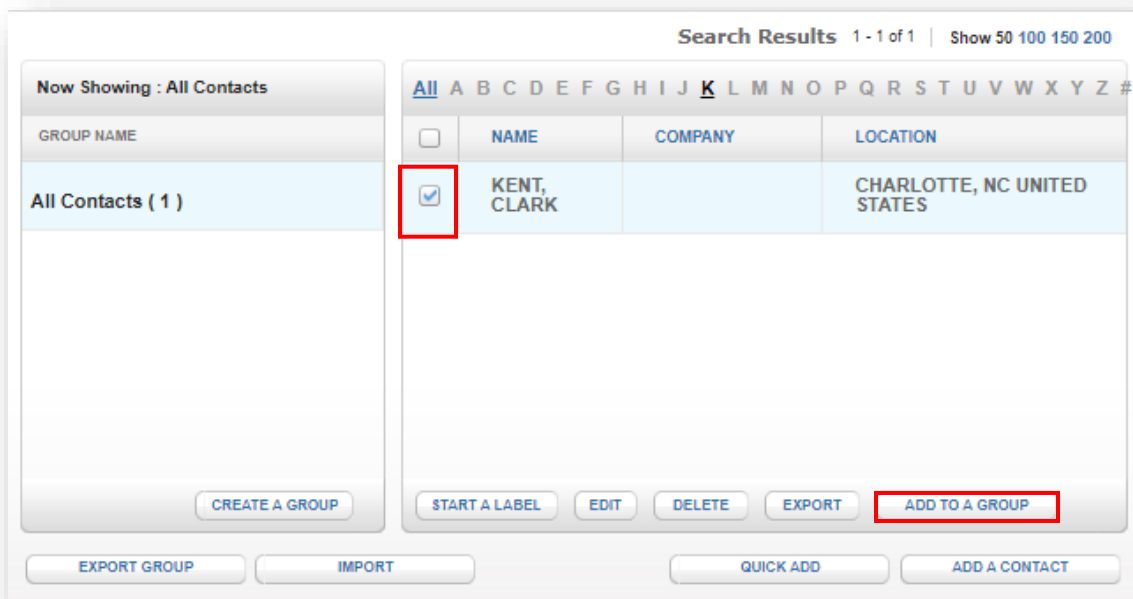 Search Results 1 - 1 of 1 | Show 50 100 150 200
Now Showing : All Contacts
All A B C D E F G H I J K L M N O P Q R S T U V W X Y Z #
GROUP NAME
NAME COMPANY LOCATION
All Contacts ( 1 )
KENT,
CLARK
CHARLOTTE, NC UNITED
STATES
CREATE A GROUP
START A LABEL EDIT DELETE EXPORT ADD TO A GROUP
EXPORT GROUP IMPORT QUICK ADD ADD A CONTACT